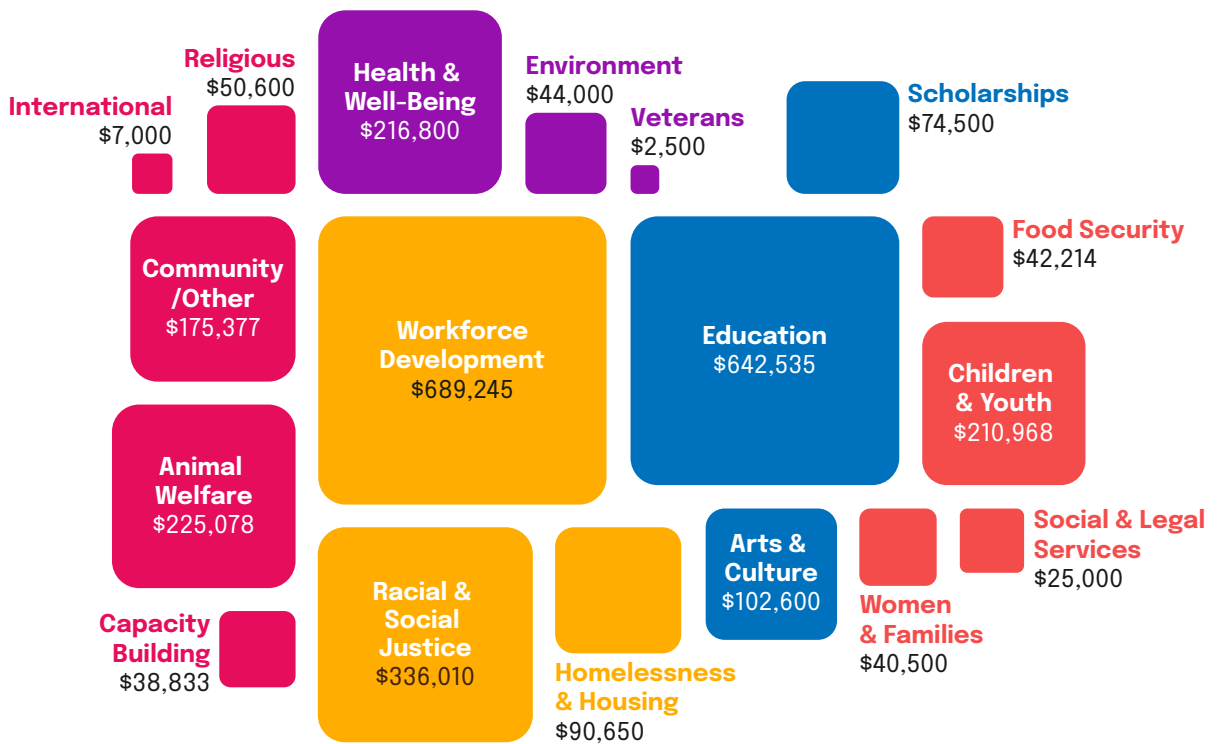 Religious
$50,600
International
$7,000
Health &
Well-Being
$216,800
Environment
$44,000
Veterans
$2,500
Scholarships
$74,500
Community
/Other
$175,377
Workforce
Development
$689,245
Education
$642,535
Food Security
$42,214
Children
& Youth
$210,968
Animal
Welfare
$225,078
Capacity
Building
$38,833
Racial &
Social
Justice
$336,010
Homelessness
& Housing
$90,650
Arts &
Culture
$102,600
Women
& Families
$40,500
Social & Legal
Services
$25,000